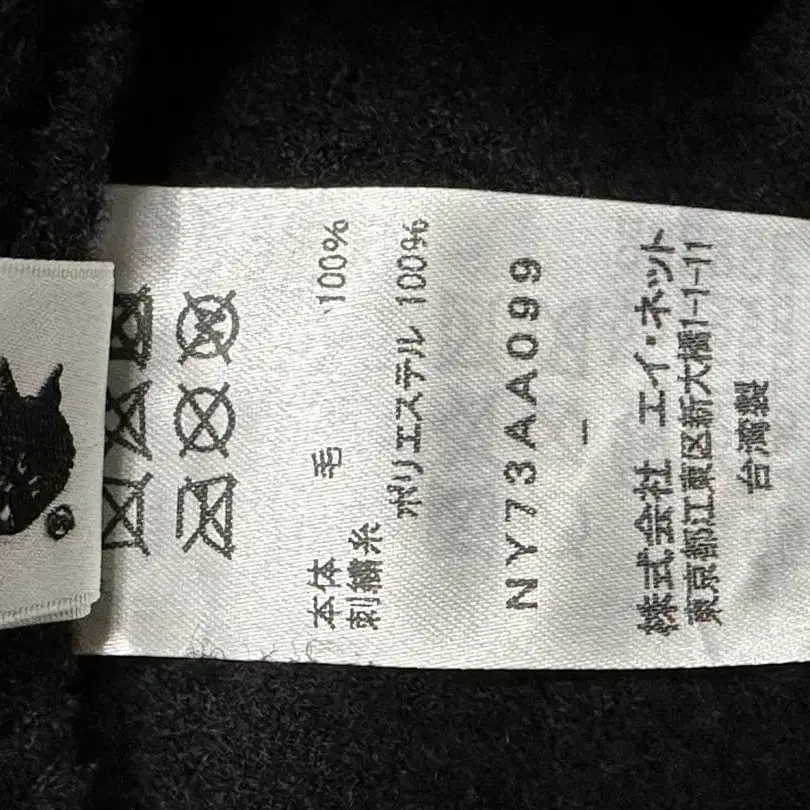 本体 毛 100%
刺繍糸
ポリエステル 100%
NY73AA099
–
株式会社 エイ・ネット
東京都江東区新大橋1-1-11
台湾製